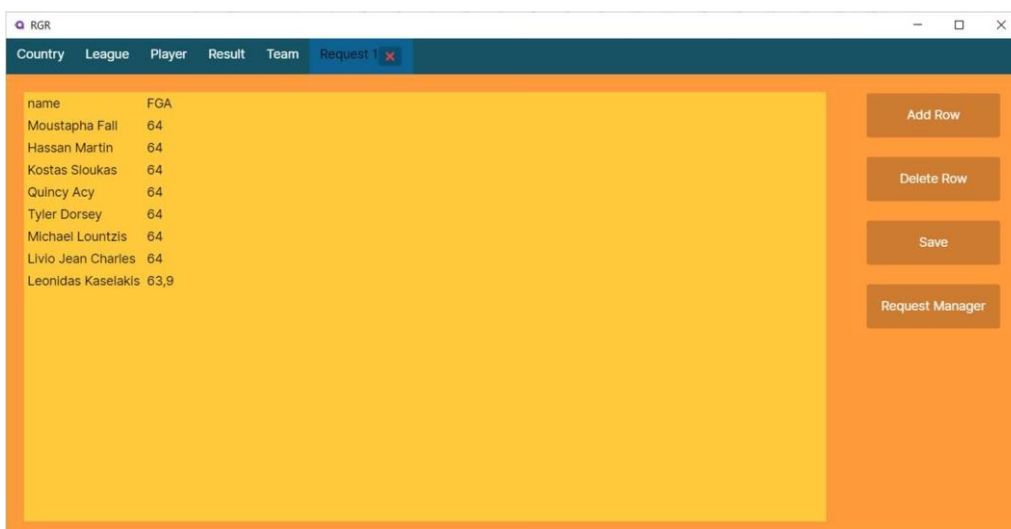 RGR
Country League Player Result Team Request 1
name FGA
Moustapha Fall 64
Hassan Martin 64
Kostas Sloukas 64
Quincy Acy 64
Tyler Dorsey 64
Michael Lountzis 64
Livio Jean Charles 64
Leonidas Kaselakis 63,9
Add Row
Delete Row
Save
Request Manager